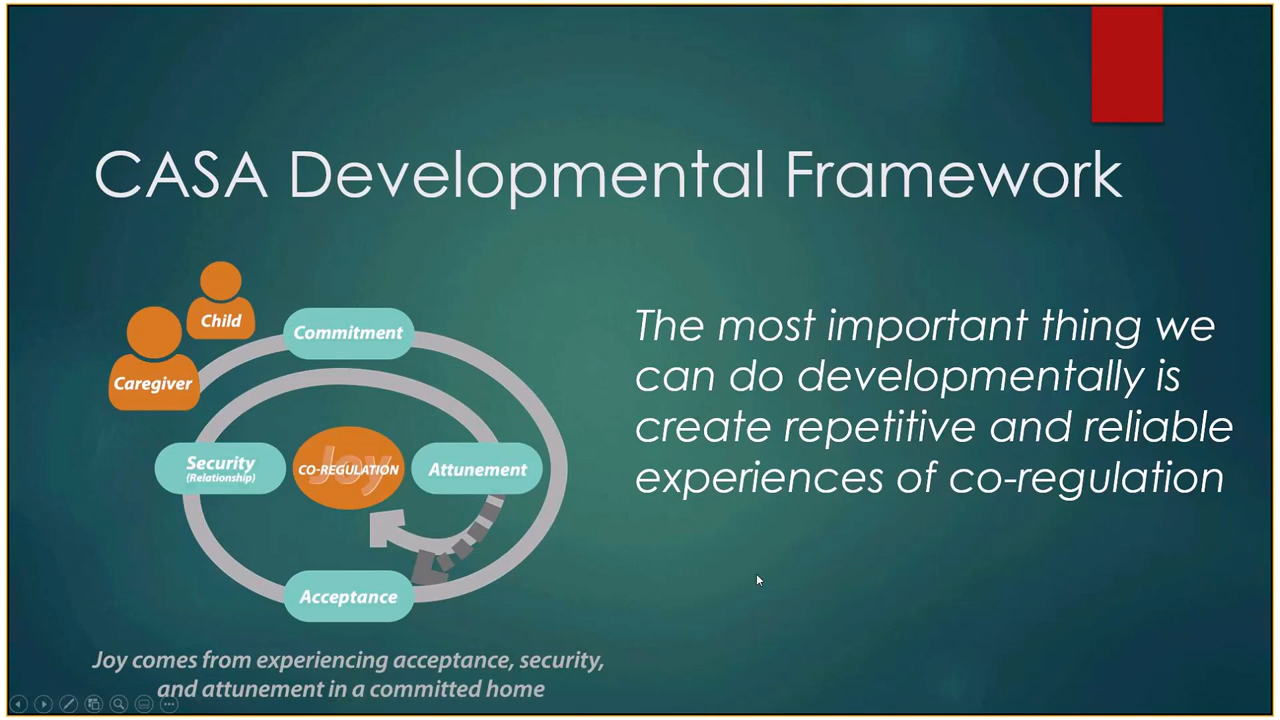 CASA Developmental Framework
Child
Caregiver
Commitment
Security
(Relationship)
Joy
CO-REGULATION
Attunement
Acceptance
Joy comes from experiencing acceptance, security,
and attunement in a committed home
The most important thing we
can do developmentally is
create repetitive and reliable
experiences of co-regulation